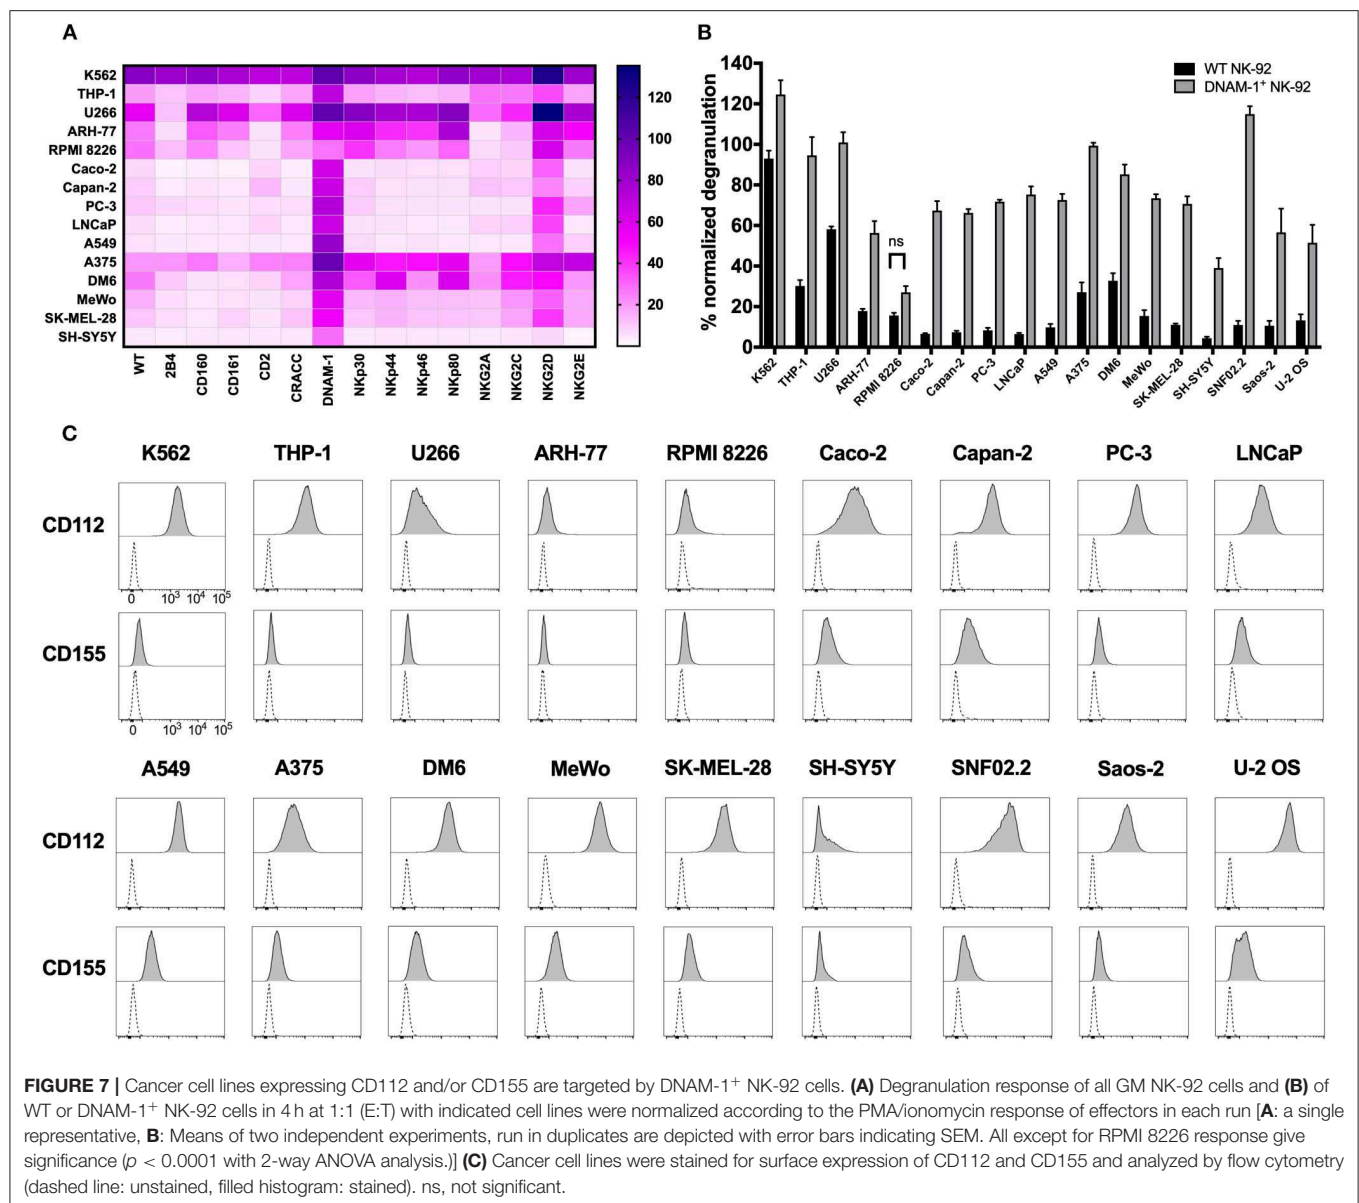 A
K562
THP-1
U266
ARH-77
RPMI 8226
Caco-2
Capan-2
PC-3
LNCaP
A549
A375
DM6
MeWo
SK-MEL-28
SH-SY5Y
WT
2B4
CD160
CD161
CD2
CRACC
DNAM-1
NKp30
NKp44
NKp46
NKp80
NKG2A
NKG2C
NKG2D
NKG2E
120
100
80
60
40
20
B
% normalized degranulation
140
120
100
80
60
40
20
0
WT NK-92
DNAM-1⁺ NK-92
ns
K562
THP-1
U266
ARH-77
RPMI 8226
Caco-2
Capan-2
PC-3
LNCaP
A549
A375
DM6
MeWo
SK-MEL-28
SH-SY5Y
SNF02.2
Saos-2
U-2 OS
C
K562 THP-1 U266 ARH-77 RPMI 8226 Caco-2 Capan-2 PC-3 LNCaP
CD112
0 10³ 10⁴ 10⁵
CD155
0 10³ 10⁴ 10⁵
A549 A375 DM6 MeWo SK-MEL-28 SH-SY5Y SNF02.2 Saos-2 U-2 OS
CD112
CD155
FIGURE 7 | Cancer cell lines expressing CD112 and/or CD155 are targeted by DNAM-1⁺ NK-92 cells. (A) Degranulation response of all GM NK-92 cells and (B) of
WT or DNAM-1⁺ NK-92 cells in 4 h at 1:1 (E:T) with indicated cell lines were normalized according to the PMA/ionomycin response of effectors in each run [A: a single
representative, B: Means of two independent experiments, run in duplicates are depicted with error bars indicating SEM. All except for RPMI 8226 response give
significance (p < 0.0001 with 2-way ANOVA analysis.)] (C) Cancer cell lines were stained for surface expression of CD112 and CD155 and analyzed by flow cytometry
(dashed line: unstained, filled histogram: stained). ns, not significant.